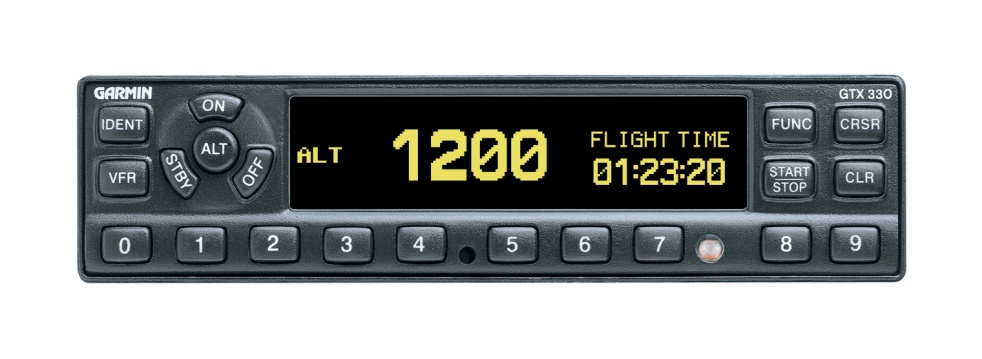 GARMIN
GTX 330
IDENT
ON
ALT
STBY
OFF
VFR
ALT
1200
FLIGHT TIME
01:23:20
FUNC
CRSR
START
STOP
CLR
0 1 2 3 4 5 6 7 8 9